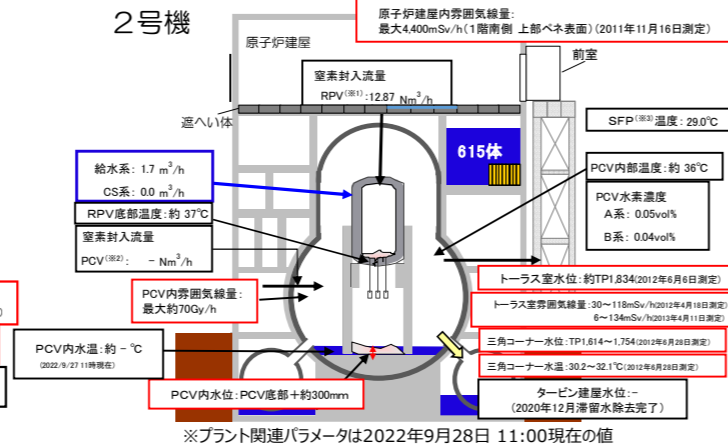 2号機
原子炉建屋内雰囲気線量:
最大4,400mSv/h(1階南側 上部ペネ表面)(2011年11月16日測定)
原子炉建屋
前室
窒素封入流量
RPV(※1):12.87 Nm3/h
遮へい体
SFP(※3)温度: 29.0℃
615体
給水系: 1.7 m3/h
CS系: 0.0 m3/h
PCV内部温度: 約 36℃
RPV底部温度: 約 37℃
PCV水素濃度
A系: 0.05vol%
B系: 0.04vol%
窒素封入流量
PCV(※2): - Nm3/h
トーラス室水位: 約TP1,834(2012年6月6日測定)
PCV内雰囲気線量:
最大約70Gy/h
トーラス室雰囲気線量: 30~118mSv/h(2012年4月18日測定)
6~134mSv/h(2013年4月11日測定)
三角コーナー水位: TP1,614~1,754(2012年6月28日測定)
PCV内水温: 約 - ℃
(2022/9/27 11時現在)
三角コーナー水温: 30.2~32.1℃(2012年6月28日測定)
PCV内水位: PCV底部+約300mm
タービン建屋水位: -
(2020年12月滞留水除去完了)
※プラント関連パラメータは2022年9月28日 11:00現在の値